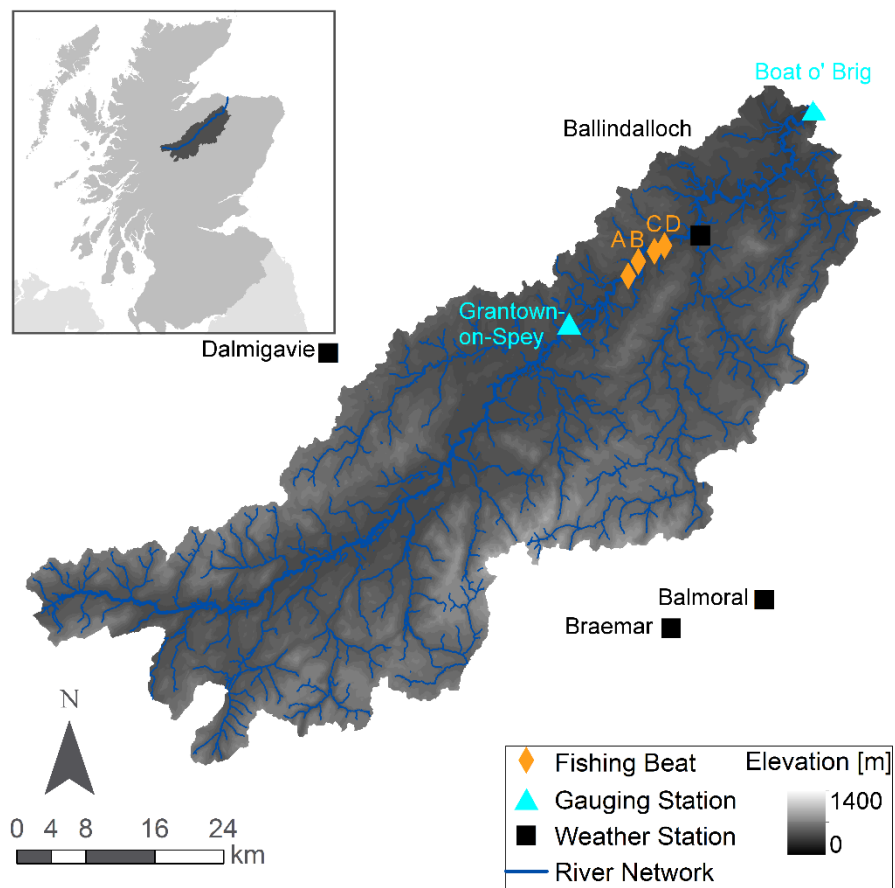 Boat o' Brig
Ballindalloch
A B C D
Grantown-
on-Spey
Dalmigavie
Balmoral
Braemar
N
0 4 8 16 24
km
Fishing Beat
Gauging Station
Weather Station
River Network
Elevation [m]
1400
0